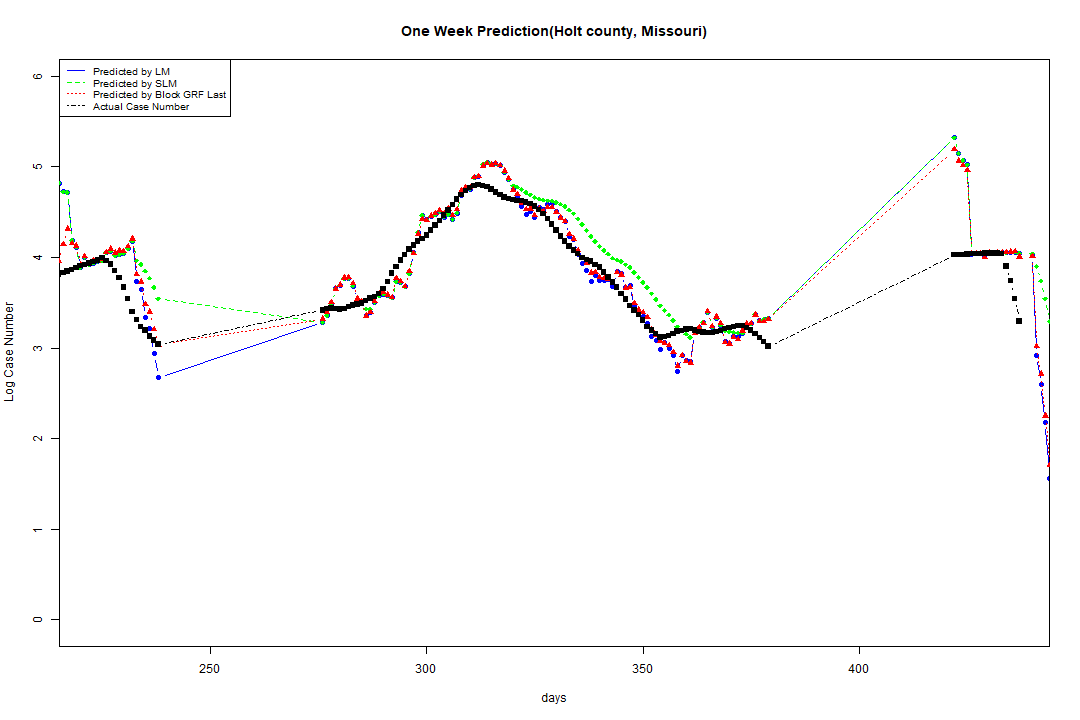 One Week Prediction(Holt county, Missouri)
Predicted by LM
Predicted by SLM
Predicted by Block GRF Last
Actual Case Number
6
5
4
3
2
1
0
Log Case Number
250 300 350 400
days